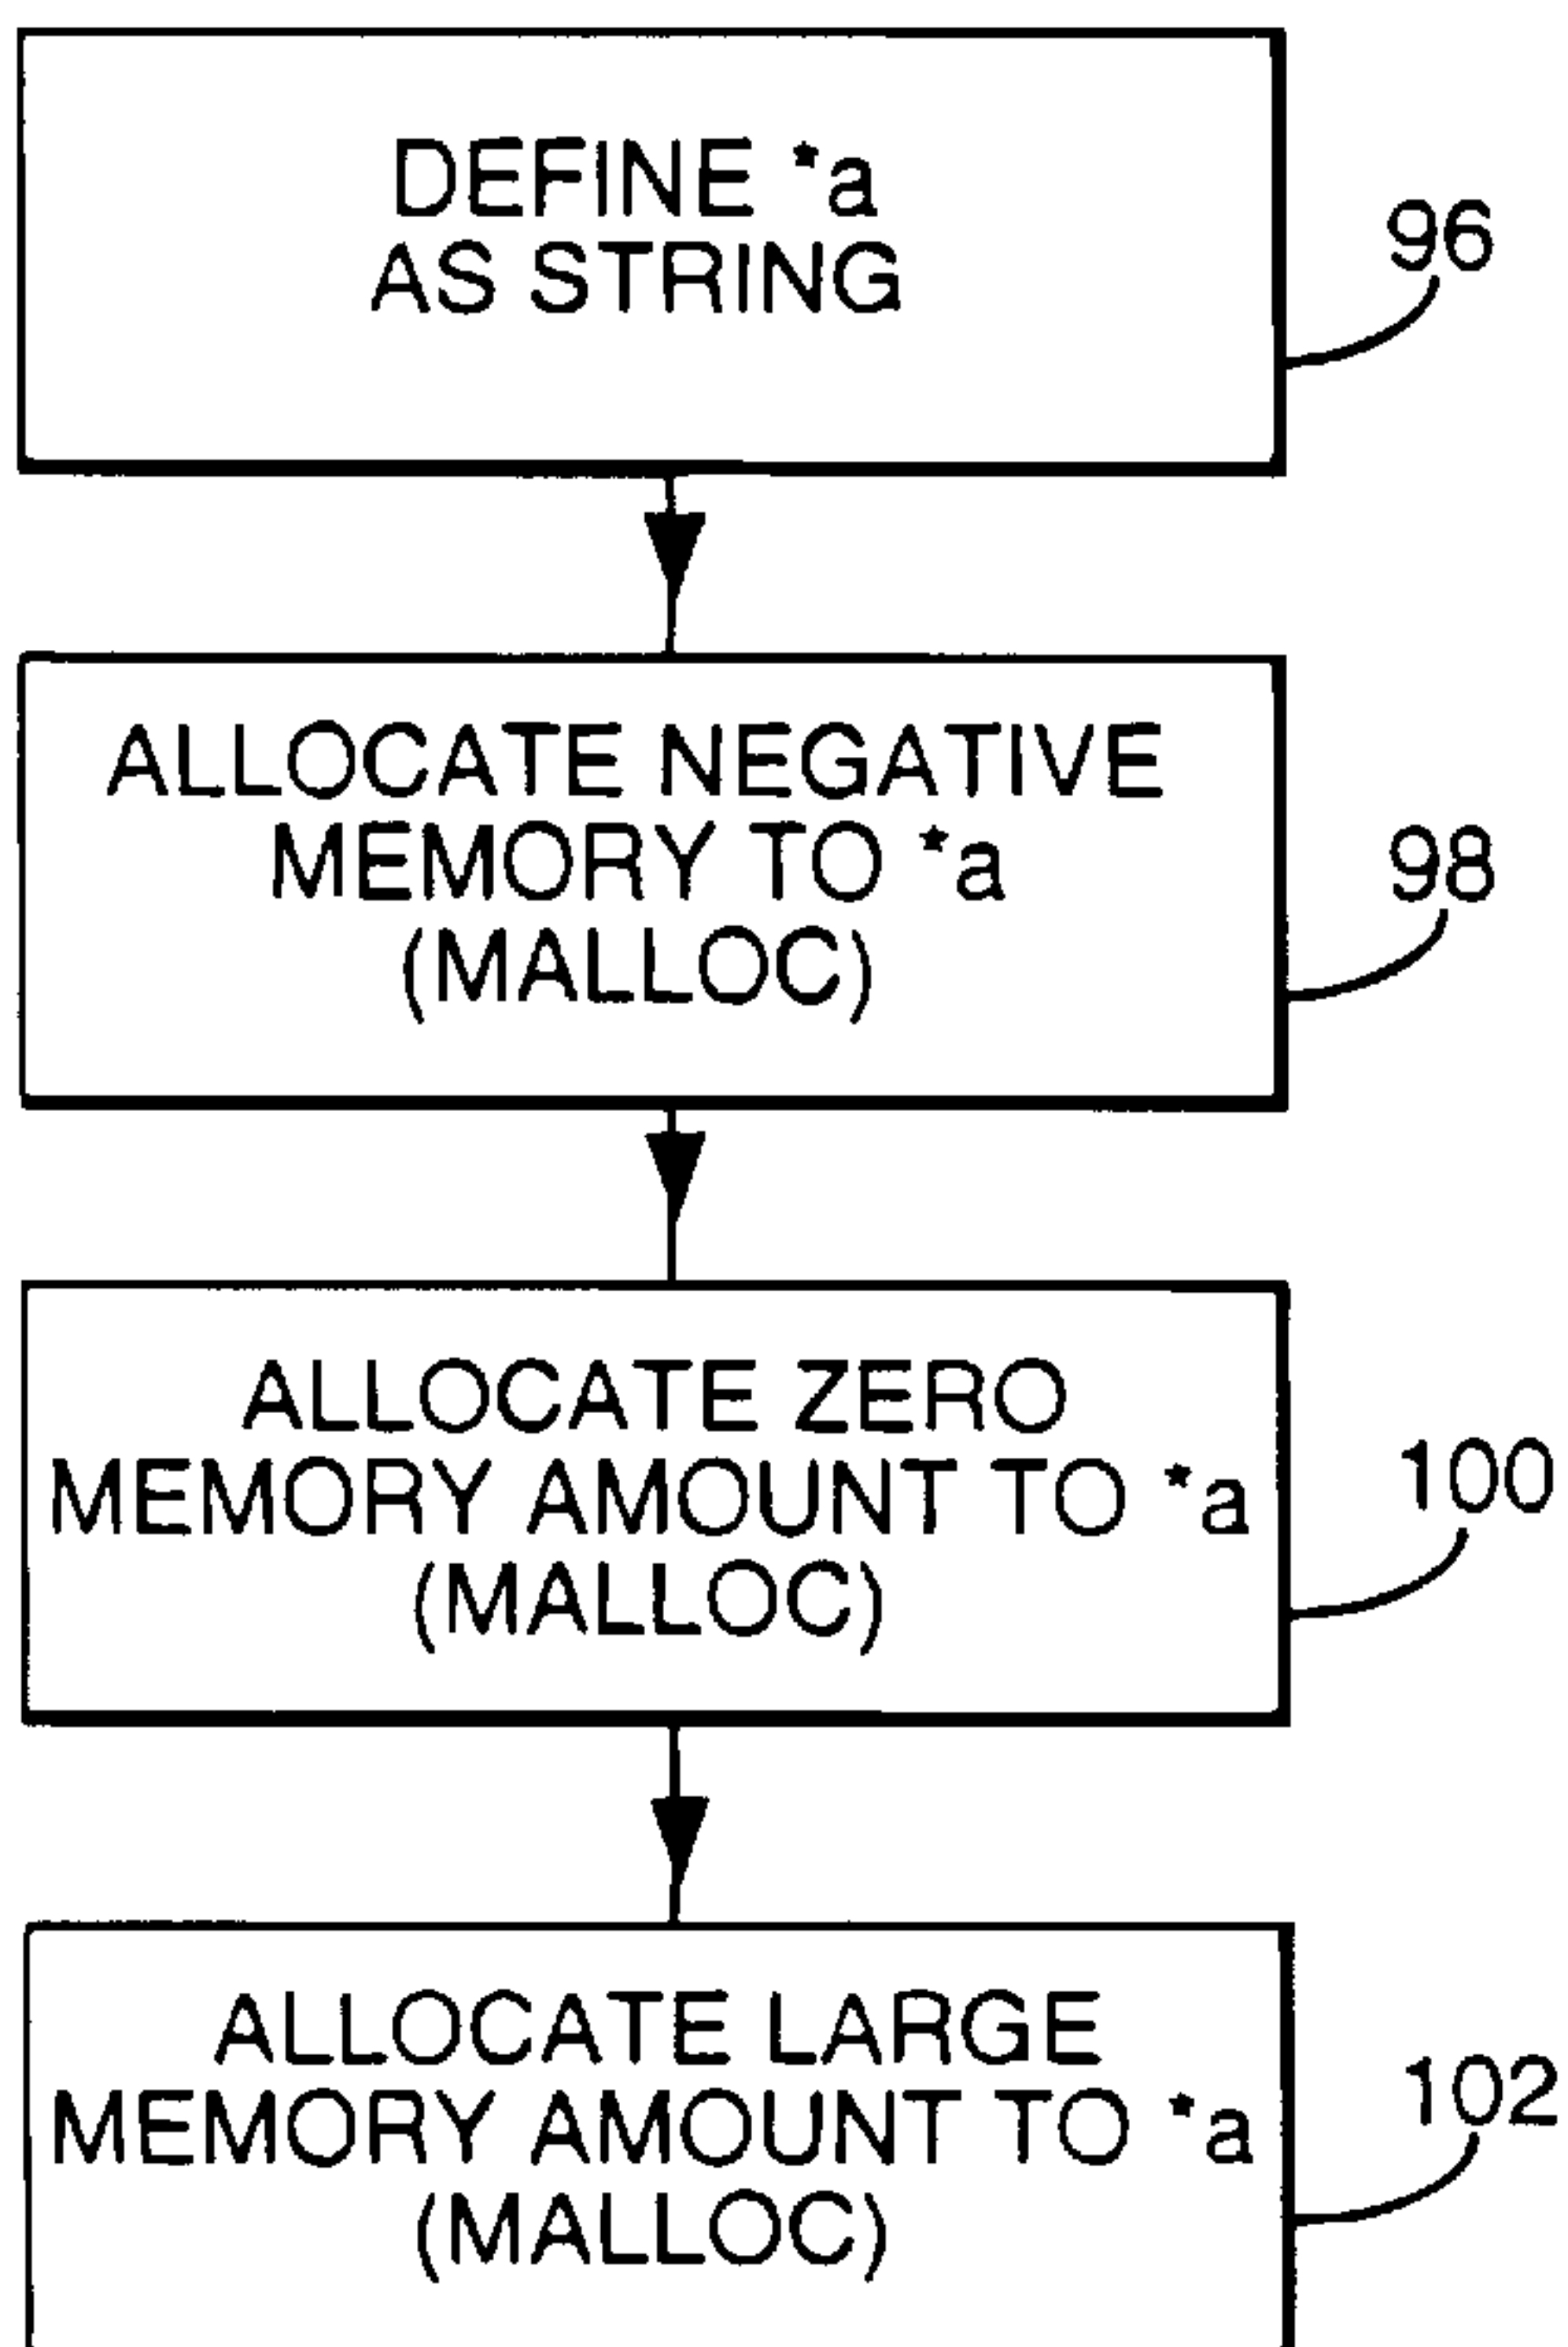 DEFINE *a
AS STRING
96
ALLOCATE NEGATIVE
MEMORY TO *a
(MALLOC)
98
ALLOCATE ZERO
MEMORY AMOUNT TO *a
(MALLOC)
100
ALLOCATE LARGE
MEMORY AMOUNT TO *a
(MALLOC)
102